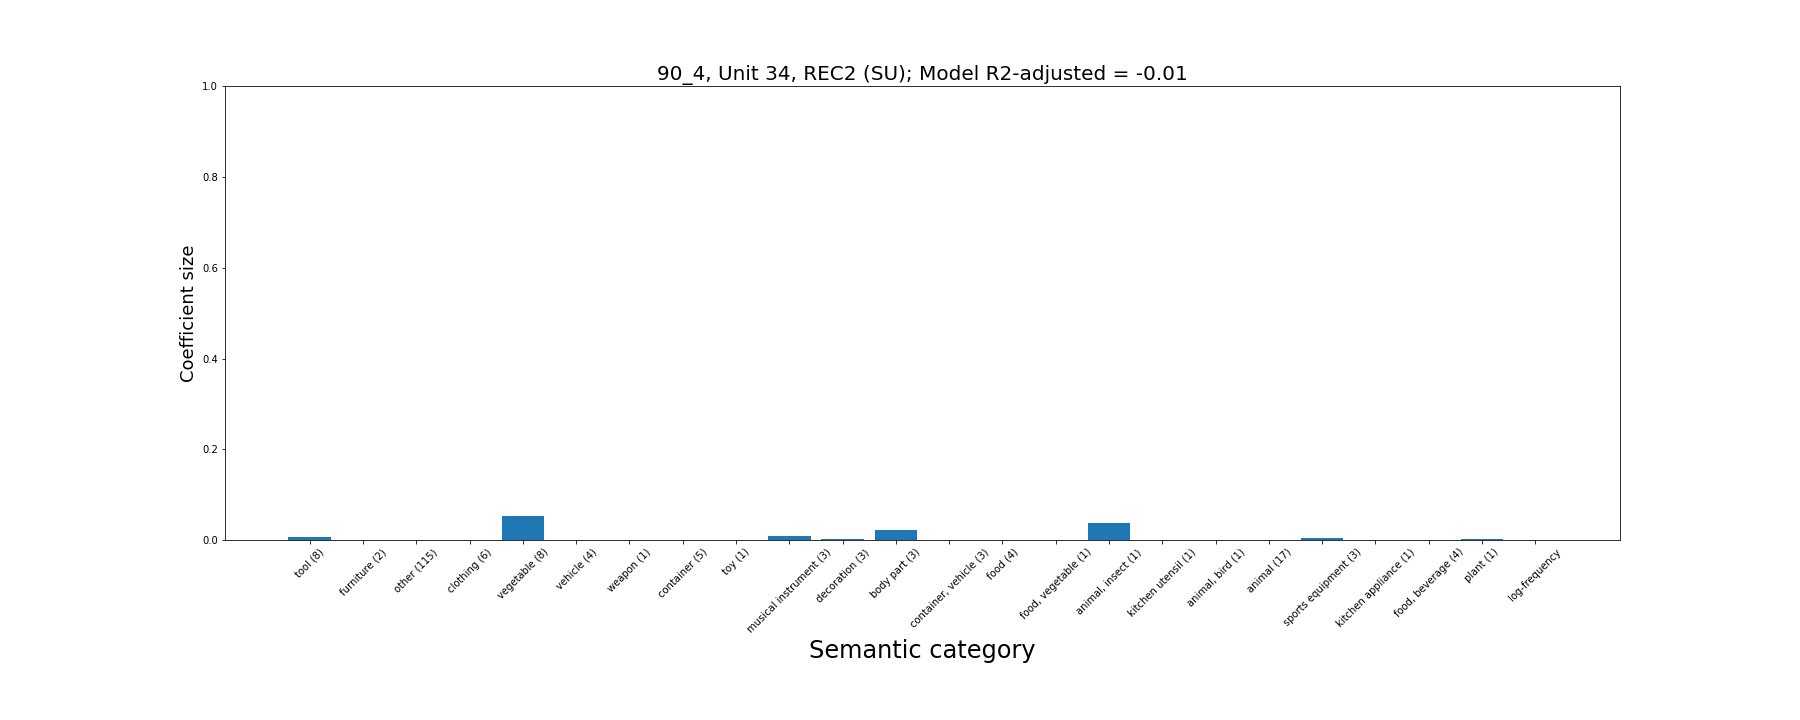 90_4, Unit 34, REC2 (SU); Model R2-adjusted = -0.01
1.0
0.8
0.6
0.4
0.2
0.0
Coefficient size
tool (8)
furniture (2)
other (115)
clothing (6)
vegetable (8)
vehicle (4)
weapon (1)
container (5)
toy (1)
musical instrument (3)
decoration (3)
body part (3)
container, vehicle (3)
food (4)
food, vegetable (1)
animal, insect (1)
kitchen utensil (1)
animal, bird (1)
animal (17)
sports equipment (3)
kitchen appliance (1)
food, beverage (4)
plant (1)
log-frequency
Semantic category